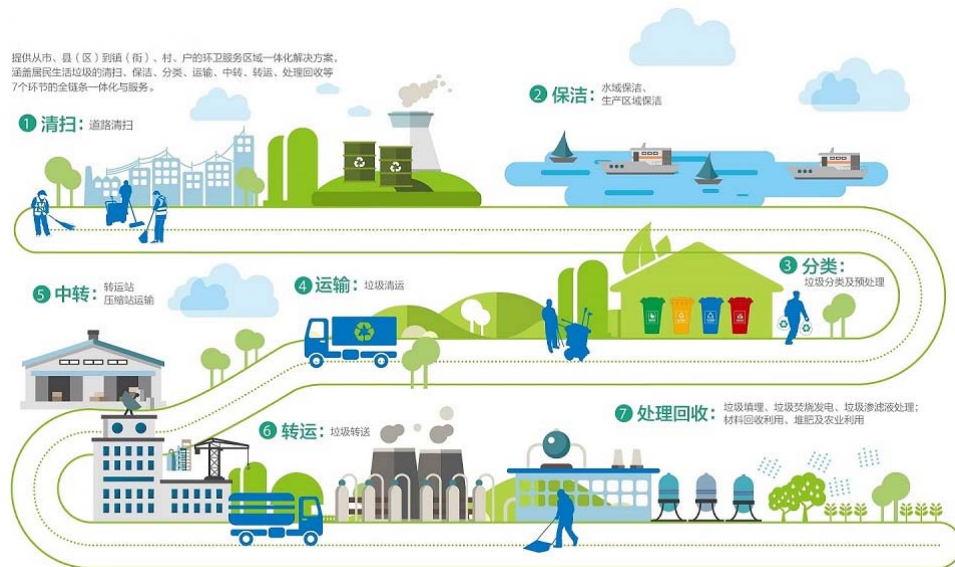 提供从市、县（区）到镇（街）、村、户的环卫服务区域一体化解决方案，
涵盖居民生活垃圾的清扫、保洁、分类、运输、中转、转运、处理回收等
7个环节的全链条一体化与服务。
1 清扫：道路清扫
2 保洁：水域保洁、
生产区域保洁
3 分类：
垃圾分类及预处理
4 运输：垃圾清运
5 中转：转运站
压缩站运输
6 转运：垃圾转送
7 处理回收：垃圾填埋、垃圾焚烧发电、垃圾渗滤液处理；
材料回收利用、堆肥及农业利用